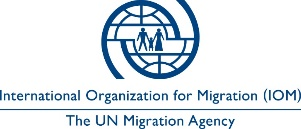 International Organization for Migration (IOM)
The UN Migration Agency